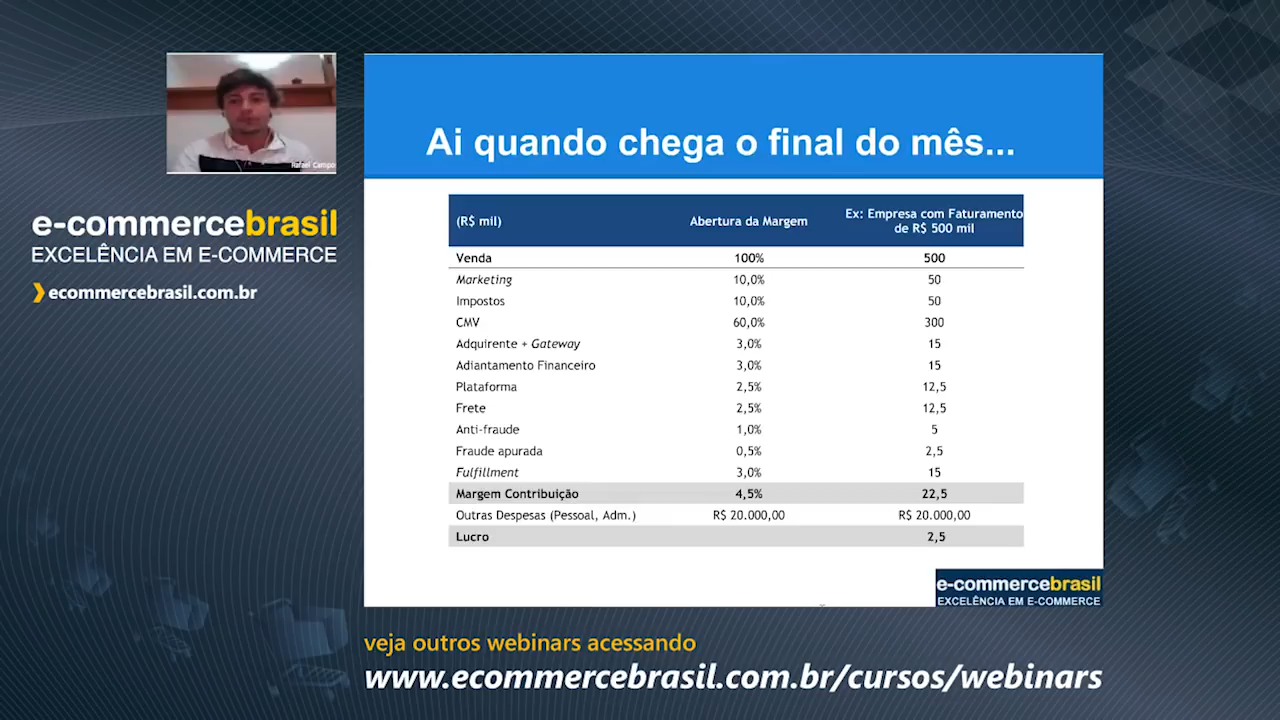 Rafael Campo
e-commercebrasil
EXCELÊNCIA EM E-COMMERCE
ecommercebrasil.com.br
Ai quando chega o final do mês...
(R$ mil) Abertura da Margem Ex: Empresa com Faturamento
de R$ 500 mil
Venda 100% 500
Marketing 10,0% 50
Impostos 10,0% 50
CMV 60,0% 300
Adquirente + Gateway 3,0% 15
Adiantamento Financeiro 3,0% 15
Plataforma 2,5% 12,5
Frete 2,5% 12,5
Anti-fraude 1,0% 5
Fraude apurada 0,5% 2,5
Fulfillment 3,0% 15
Margem Contribuição 4,5% 22,5
Outras Despesas (Pessoal, Adm.) R$ 20.000,00 R$ 20.000,00
Lucro 2,5
e-commercebrasil
EXCELÊNCIA EM E-COMMERCE
veja outros webinars acessando
www.ecommercebrasil.com.br/cursos/webinars